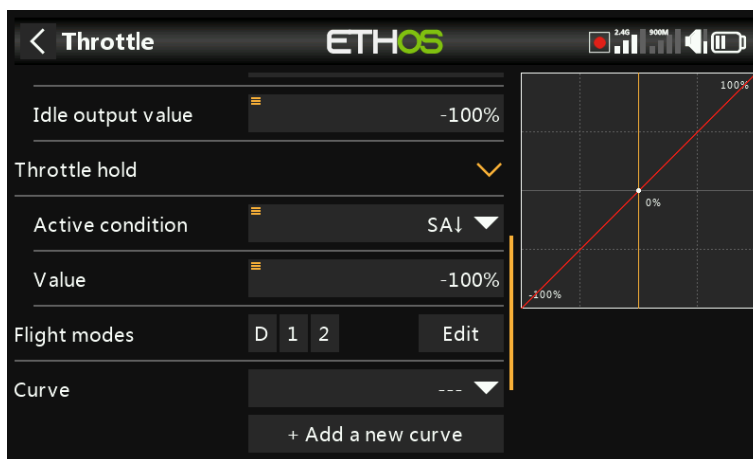 Throttle
ETHOS
2.4G
900M
Idle output value
-100%
Throttle hold
Active condition
SA↓
Value
-100%
Flight modes
D 1 2
Edit
Curve
---
+ Add a new curve
100%
0%
-100%